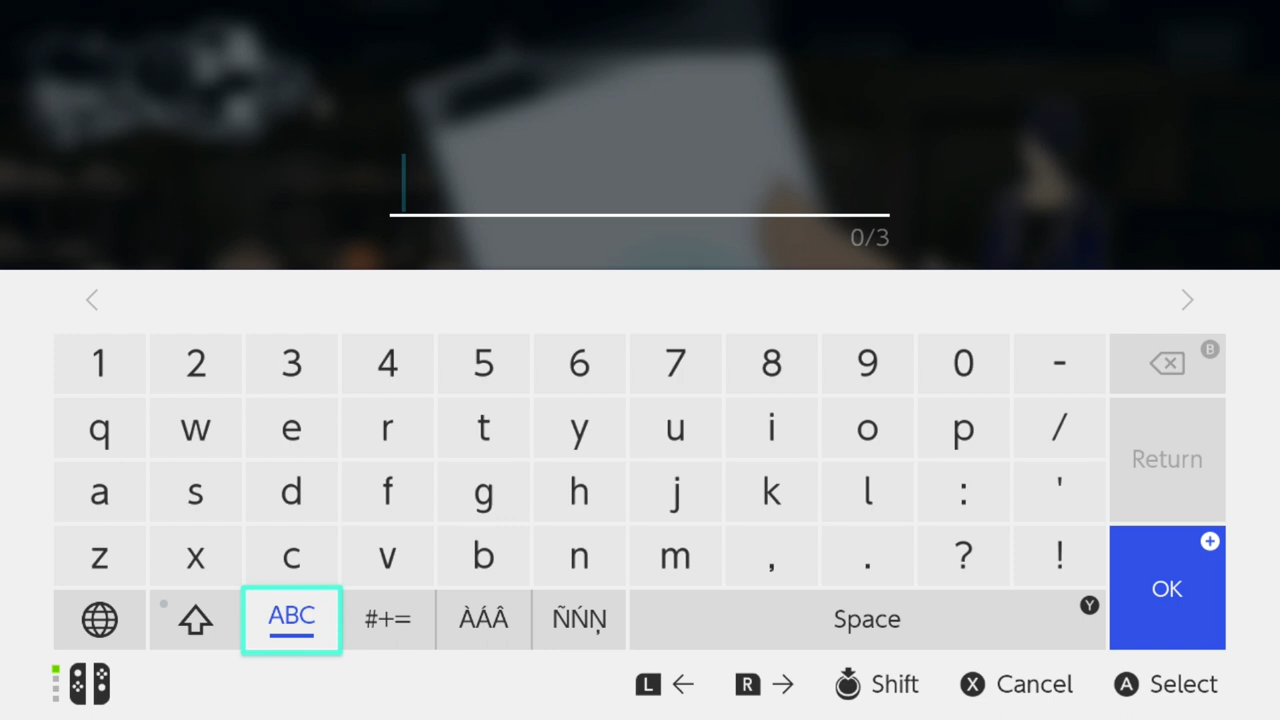 0/3
1 2 3 4 5 6 7 8 9 0 - B
q w e r t y u i o p /
Return
a s d f g h j k l : '
z x c v b n m , . ? !
OK
ABC #+= ÀÁÂ ÑŃŅ Space Y
L ← R → Shift X Cancel A Select